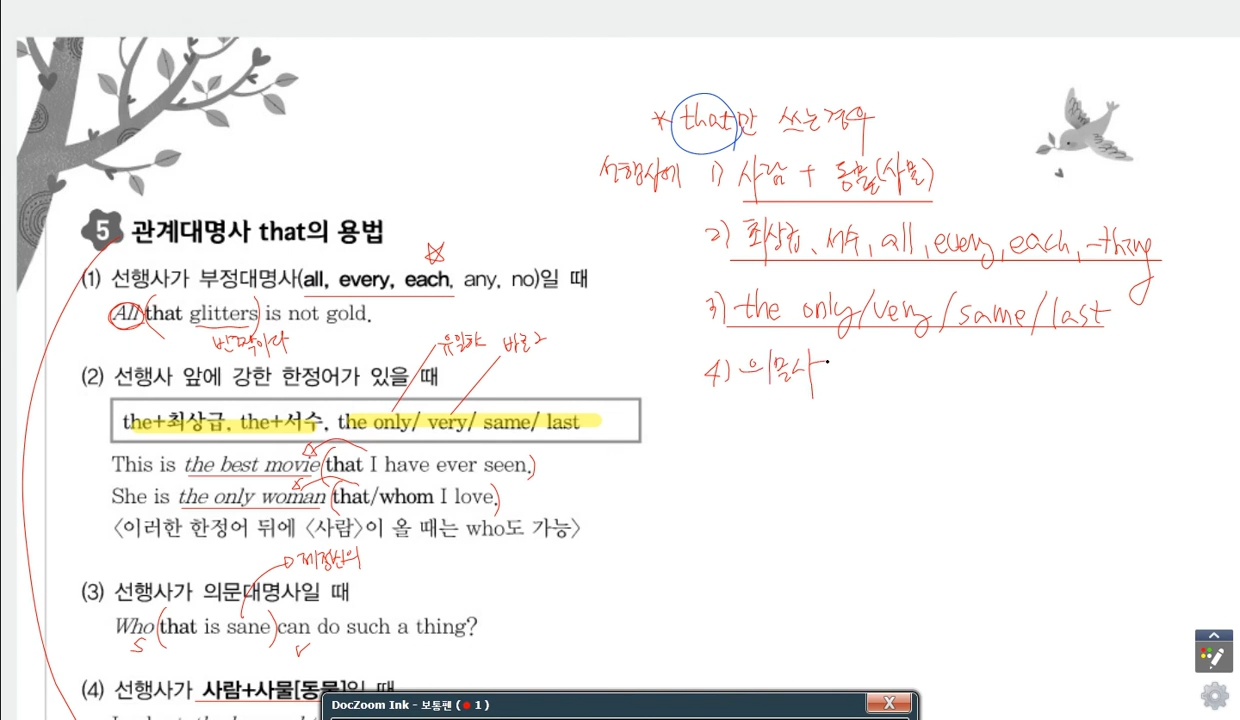 5 관계대명사 that의 용법
(1) 선행사가 부정대명사(all, every, each, any, no)일 때
All that glitters is not gold.
반짝이다
유일한 바로 그
(2) 선행사 앞에 강한 한정어가 있을 때
the+최상급, the+서수, the only/ very/ same/ last
This is the best movie that I have ever seen.
She is the only woman that/whom I love.
〈이러한 한정어 뒤에 〈사람〉이 올 때는 who도 가능〉
제정신의
(3) 선행사가 의문대명사일 때
Who that is sane can do such a thing?
S V
(4) 선행사가 사람+사물[동물]일 때
* that만 쓰는 경우
선행사에 1) 사람 + 동물(사물)
2) 최상급, 서수, all, every, each, -thing
3) the only/very/same/last
4) 의문사
DocZoom Ink - 보통펜 ( 1 )